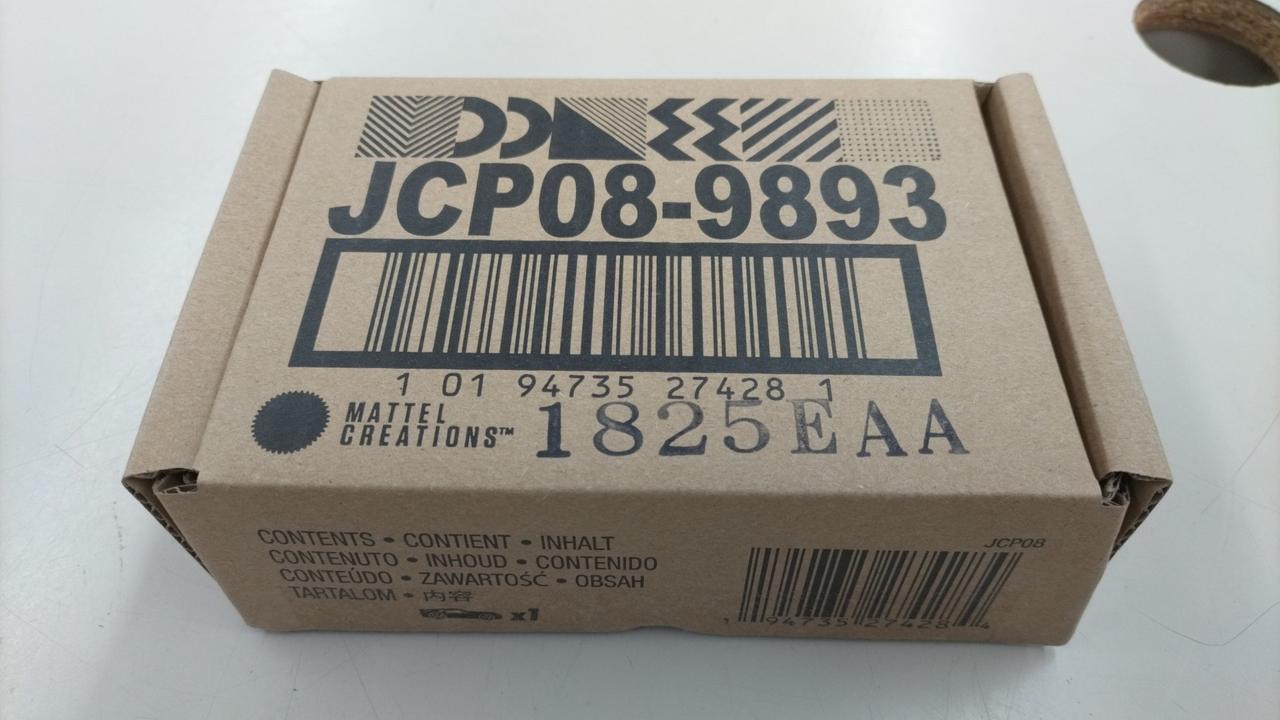 JCP08-9893
1 01 94735 27428 1
MATTEL
CREATIONS™
1825EAA
CONTENTS • CONTIENT • INHALT
CONTENUTO • INHOUD • CONTENIDO
CONTEÚDO • ZAWARTOŚĆ • OBSAH
TARTALOM • 内容
x1
JCP08
1 94735 27428 4